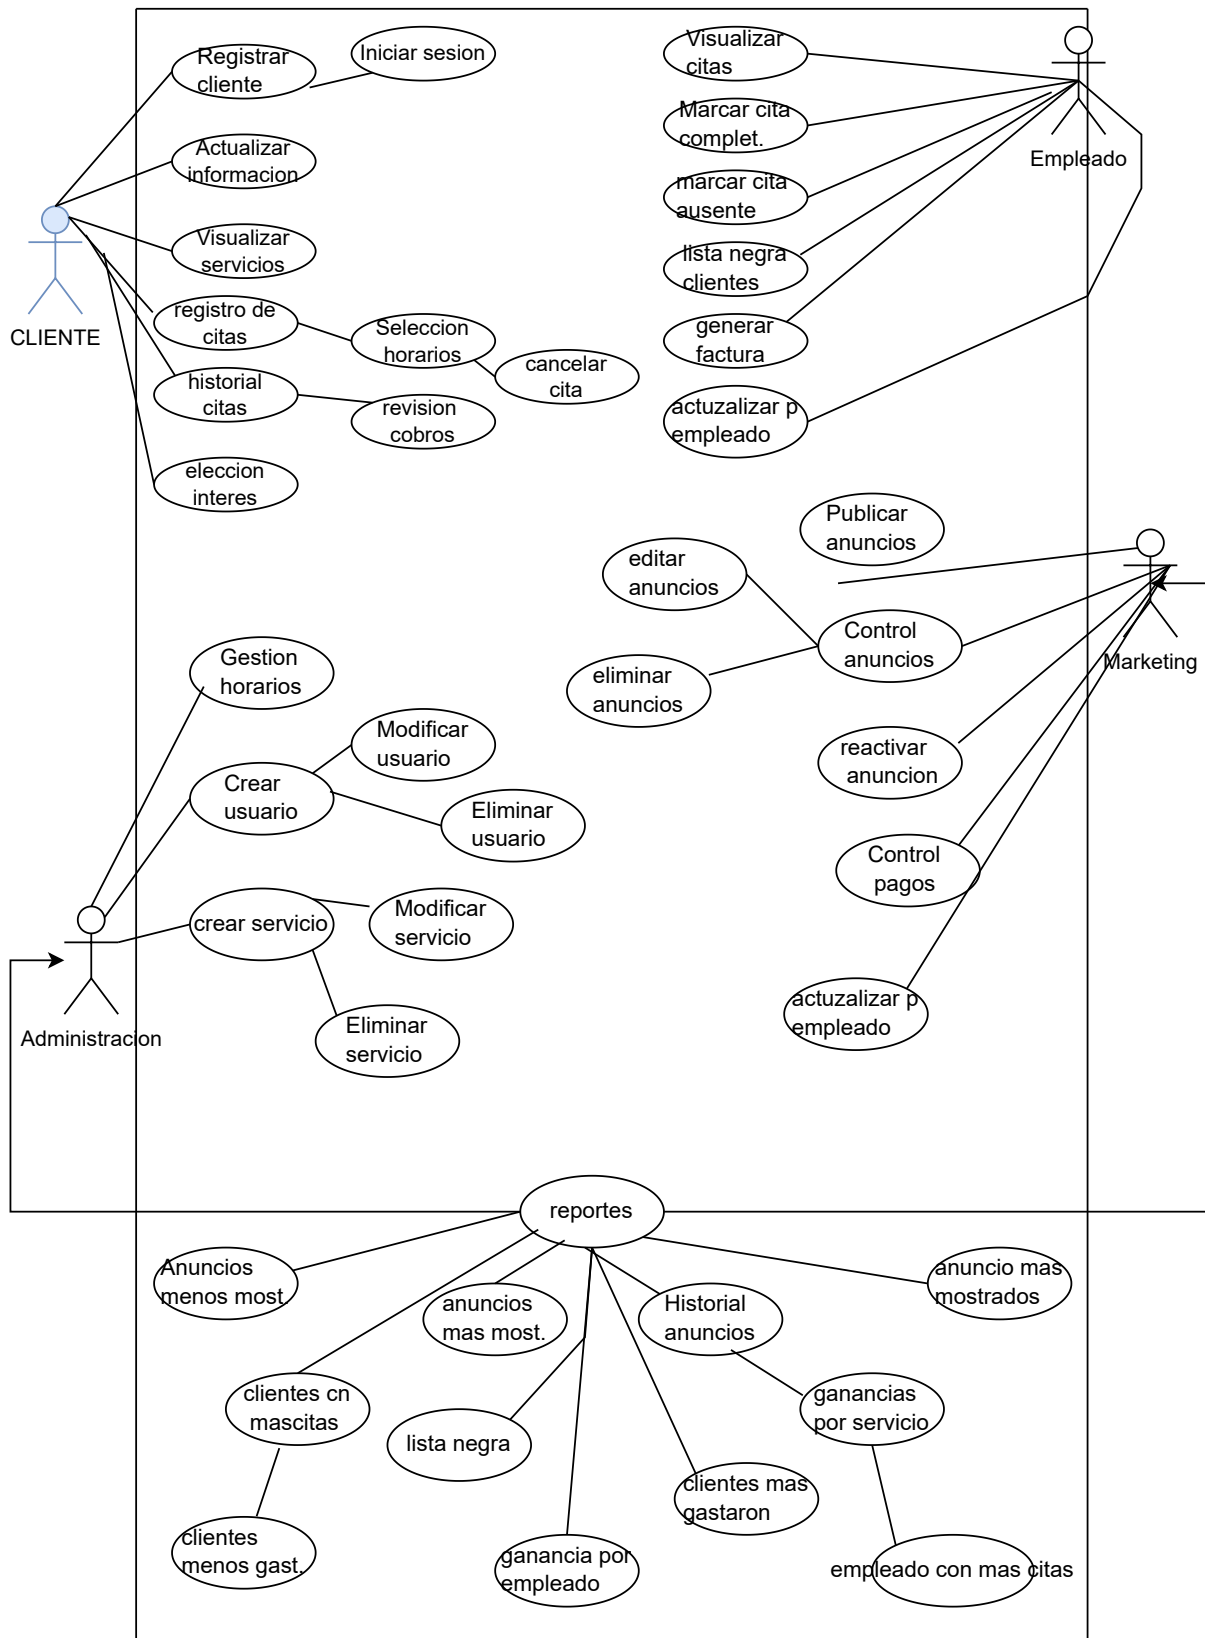 Registrar
cliente
Iniciar sesion
Actualizar
informacion
Visualizar
servicios
CLIENTE
registro de
citas
Seleccion
horarios
cancelar
cita
historial
citas
revision
cobros
eleccion
interes
Visualizar
citas
Marcar cita
complet.
marcar cita
ausente
lista negra
clientes
generar
factura
actuzalizar p
empleado
Empleado
Publicar
anuncios
editar
anuncios
Control
anuncios
eliminar
anuncios
Marketing
reactivar
anuncion
Control
pagos
actuzalizar p
empleado
Gestion
horarios
Modificar
usuario
Crear
usuario
Eliminar
usuario
crear servicio
Modificar
servicio
Eliminar
servicio
Administracion
reportes
Anuncios
menos most.
anuncios
mas most.
Historial
anuncios
anuncio mas
mostrados
clientes cn
mascitas
lista negra
ganancias
por servicio
clientes mas
gastaron
clientes
menos gast.
ganancia por
empleado
empleado con mas citas